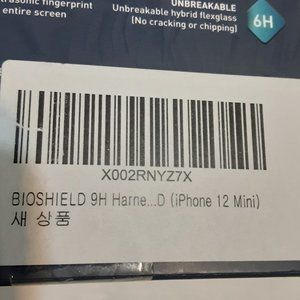 rasonic fingerprint
entire screen
UNBREAKABLE
Unbreakable hybrid flexglass
(No cracking or chipping)
6H
X002RNYZ7X
BIOSHIELD 9H Harne...D (iPhone 12 Mini)
새 상품